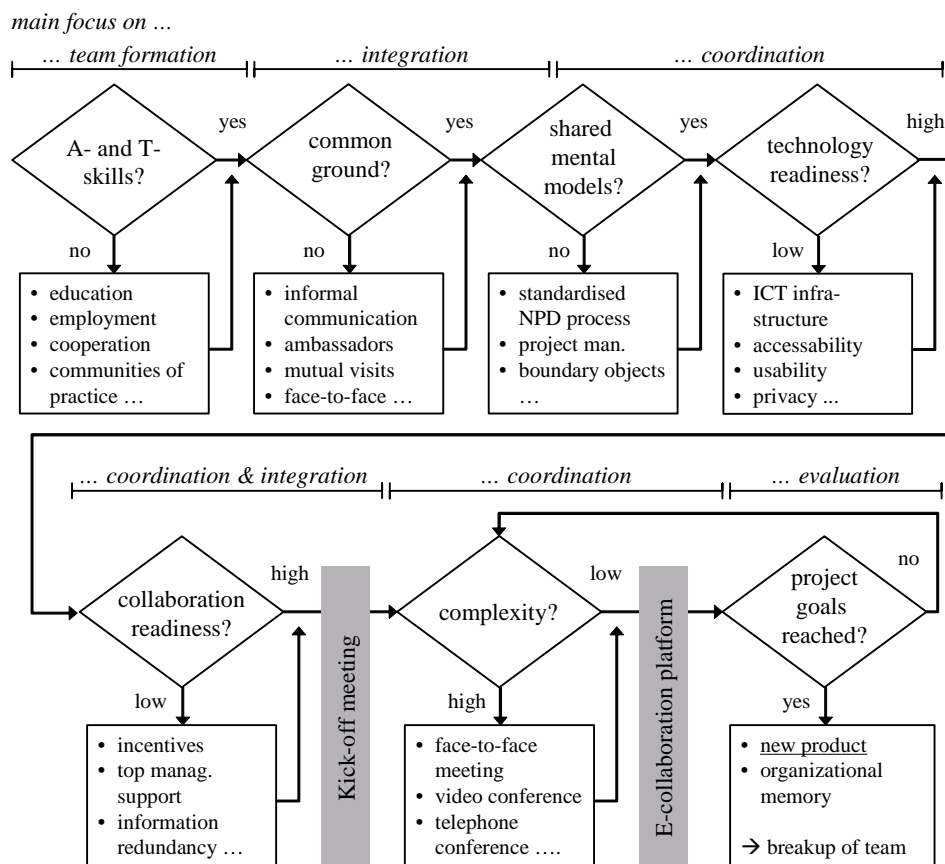 main focus on ...
... team formation
... integration
... coordination
A- and T-
skills?
yes
no
common
ground?
yes
no
shared
mental
models?
yes
no
technology
readiness?
high
low
• education
• employment
• cooperation
• communities of
practice …
• informal
communication
• ambassadors
• mutual visits
• face-to-face …
• standardised
NPD process
• project man.
• boundary objects
…
• ICT infra-
structure
• accessability
• usability
• privacy ...
... coordination & integration
... coordination
... evaluation
collaboration
readiness?
high
low
Kick-off meeting
complexity?
low
high
E-collaboration platform
project
goals
reached?
no
yes
• incentives
• top manag.
support
• information
redundancy …
• face-to-face
meeting
• video conference
• telephone
conference ….
• new product
• organizational
memory
→ breakup of team